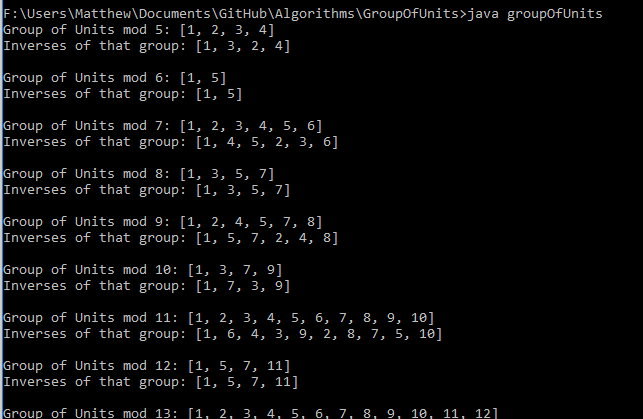 F:\Users\Matthew\Documents\GitHub\Algorithms\GroupOfUnits>java groupOfUnits
Group of Units mod 5: [1, 2, 3, 4]
Inverses of that group: [1, 3, 2, 4]
Group of Units mod 6: [1, 5]
Inverses of that group: [1, 5]
Group of Units mod 7: [1, 2, 3, 4, 5, 6]
Inverses of that group: [1, 4, 5, 2, 3, 6]
Group of Units mod 8: [1, 3, 5, 7]
Inverses of that group: [1, 3, 5, 7]
Group of Units mod 9: [1, 2, 4, 5, 7, 8]
Inverses of that group: [1, 5, 7, 2, 4, 8]
Group of Units mod 10: [1, 3, 7, 9]
Inverses of that group: [1, 7, 3, 9]
Group of Units mod 11: [1, 2, 3, 4, 5, 6, 7, 8, 9, 10]
Inverses of that group: [1, 6, 4, 3, 9, 2, 8, 7, 5, 10]
Group of Units mod 12: [1, 5, 7, 11]
Inverses of that group: [1, 5, 7, 11]
Group of Units mod 13: [1, 2, 3, 4, 5, 6, 7, 8, 9, 10, 11, 12]